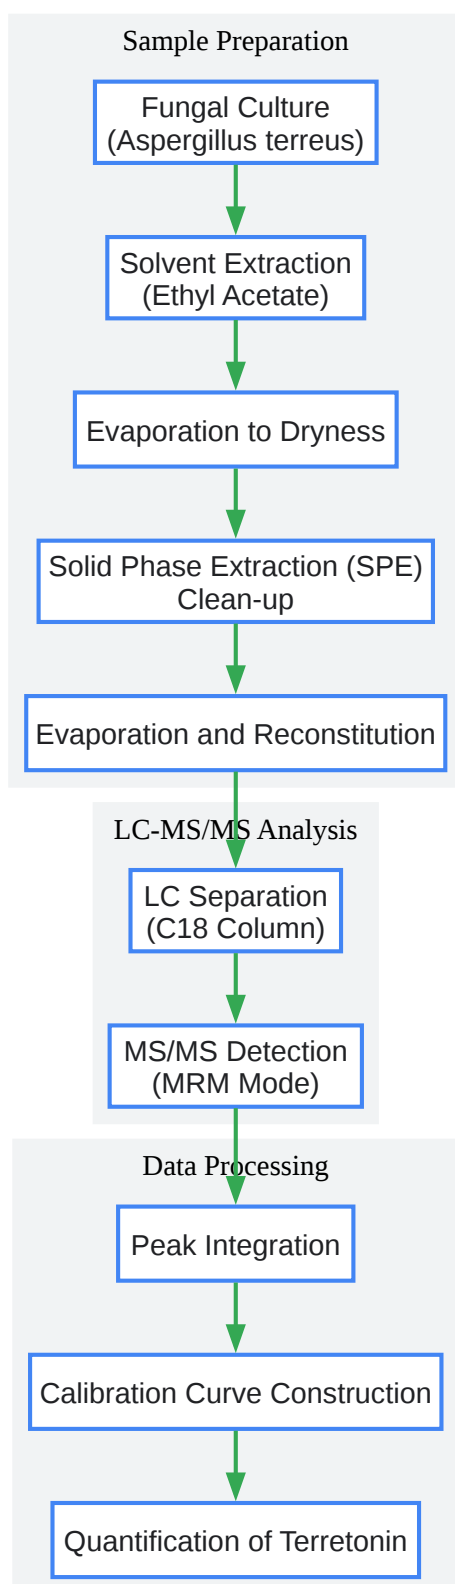 Sample Preparation
Fungal Culture
(Aspergillus terreus)
Solvent Extraction
(Ethyl Acetate)
Evaporation to Dryness
Solid Phase Extraction (SPE)
Clean-up
Evaporation and Reconstitution
LC-MS/MS Analysis
LC Separation
(C18 Column)
MS/MS Detection
(MRM Mode)
Data Processing
Peak Integration
Calibration Curve Construction
Quantification of Terretonin